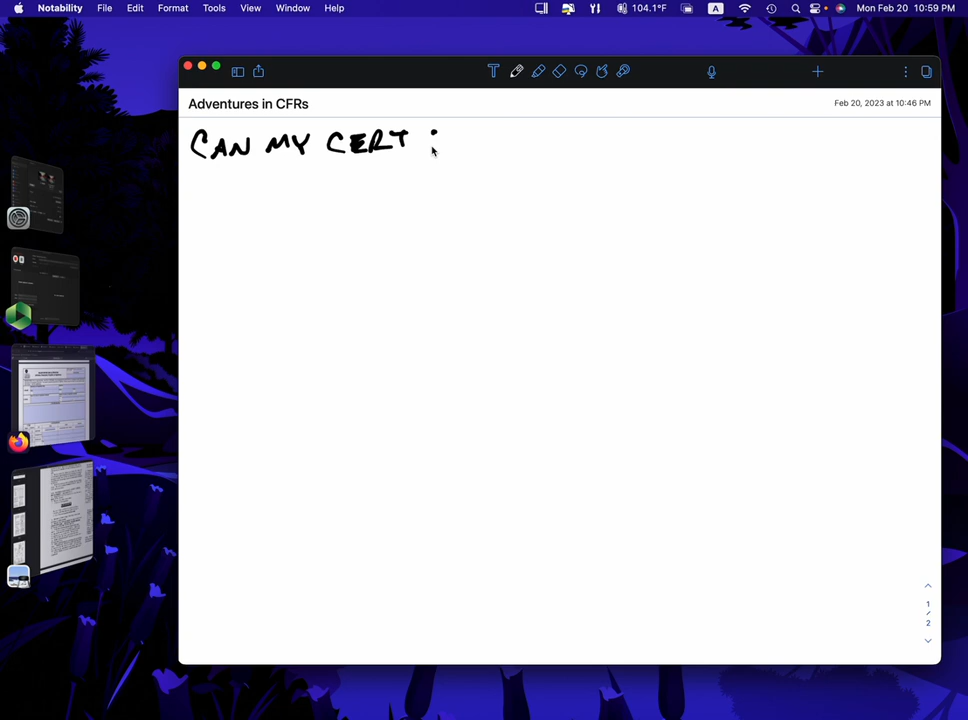 Notability File Edit Format Tools View Window Help 104.1°F A Mon Feb 20 10:59 PM
T
Adventures in CFRs Feb 20, 2023 at 10:46 PM
CAN MY CERT
1
2